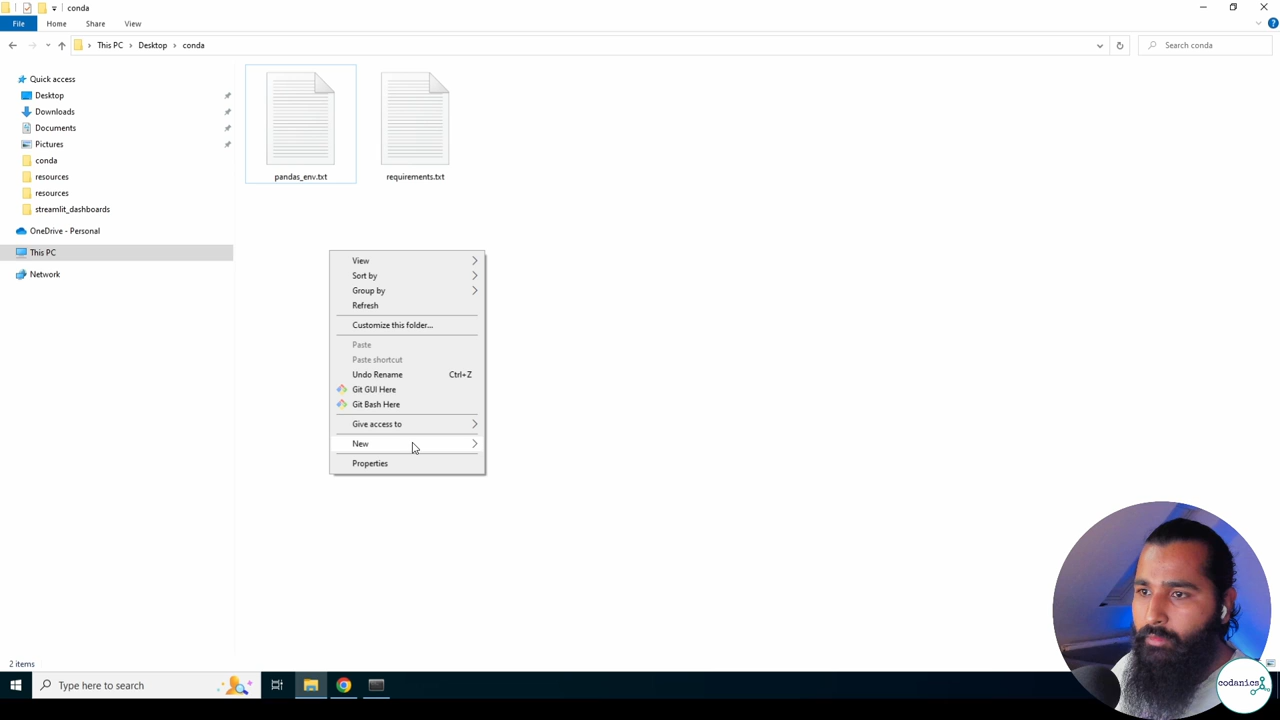 conda
File
Home
Share
View
This PC
Desktop
conda
Search conda
Quick access
Desktop
Downloads
Documents
Pictures
conda
resources
resources
streamlit_dashboards
OneDrive - Personal
This PC
Network
pandas_env.txt
requirements.txt
View
Sort by
Group by
Refresh
Customize this folder...
Paste
Paste shortcut
Undo Rename Ctrl+Z
Git GUI Here
Git Bash Here
Give access to
New
Properties
2 items
Type here to search
codanics